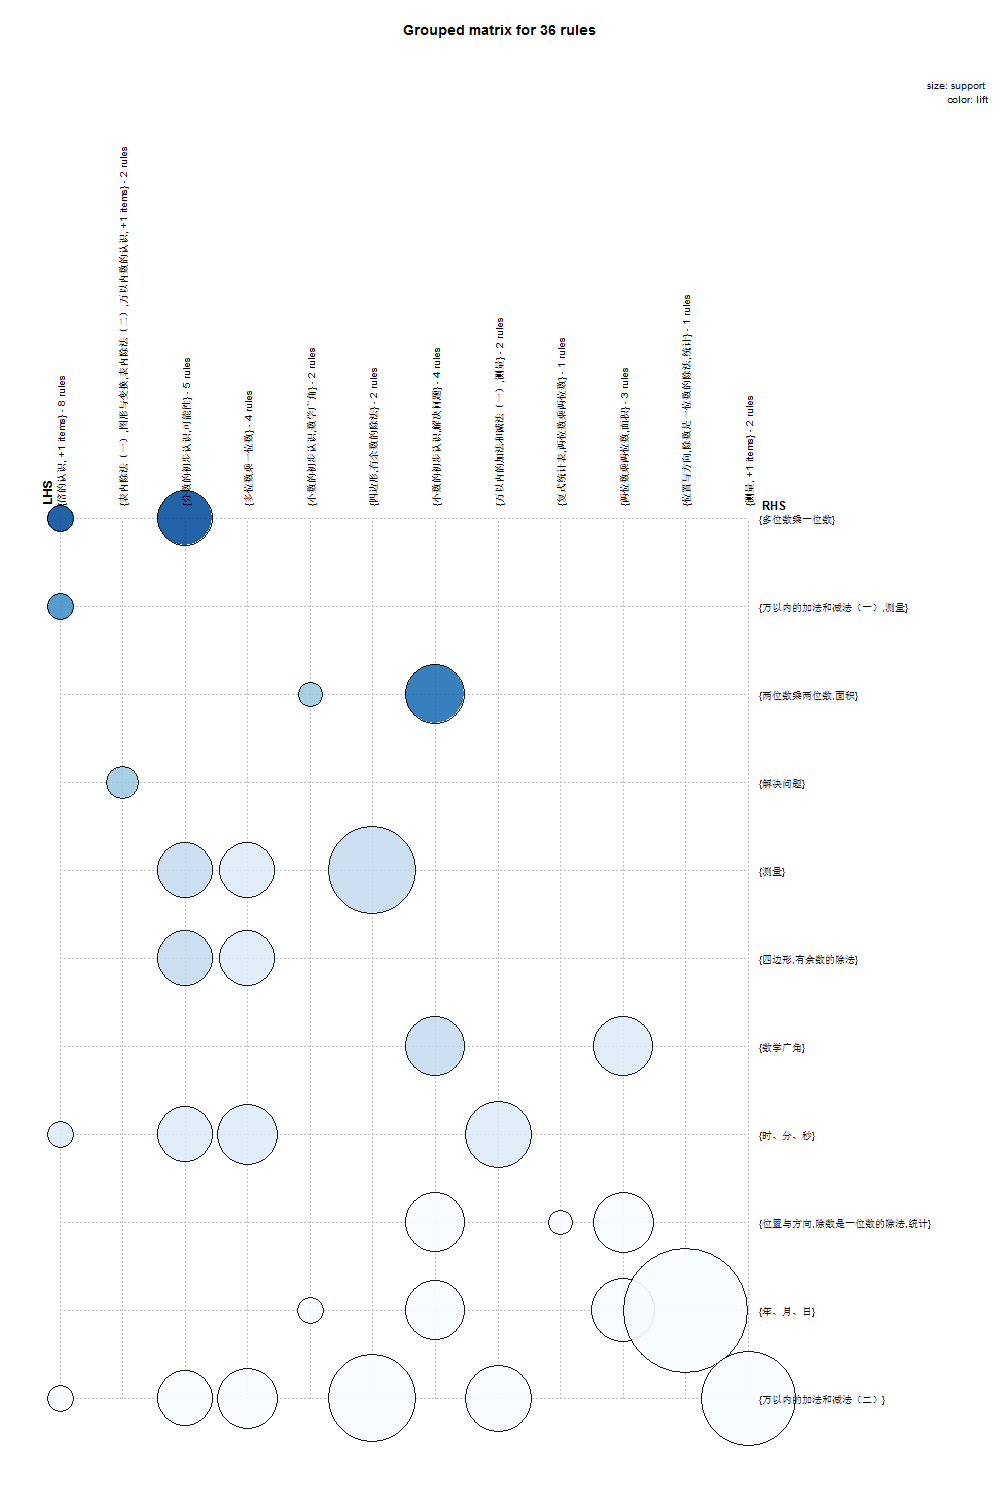 Grouped matrix for 36 rules
size: support
color: lift
{倍的认识, +1 items} - 8 rules
{表内除法（一）,图形与变换,表内除法（二）,万以内数的认识, +1 items} - 2 rules
{分数的初步认识,可能性} - 5 rules
{多位数乘一位数} - 4 rules
{小数的初步认识,数学广角} - 2 rules
{四边形,有余数的除法} - 2 rules
{小数的初步认识,解决问题} - 4 rules
{万以内的加法和减法（一）,测量} - 2 rules
{复式统计表,两位数乘两位数} - 1 rules
{两位数乘两位数,面积} - 3 rules
{位置与方向,除数是一位数的除法,统计} - 1 rules
{测量, +1 items} - 2 rules
LHS
RHS
{多位数乘一位数}
{万以内的加法和减法（一）,测量}
{两位数乘两位数,面积}
{解决问题}
{测量}
{四边形,有余数的除法}
{数学广角}
{时、分、秒}
{位置与方向,除数是一位数的除法,统计}
{年、月、日}
{万以内的加法和减法（二）}